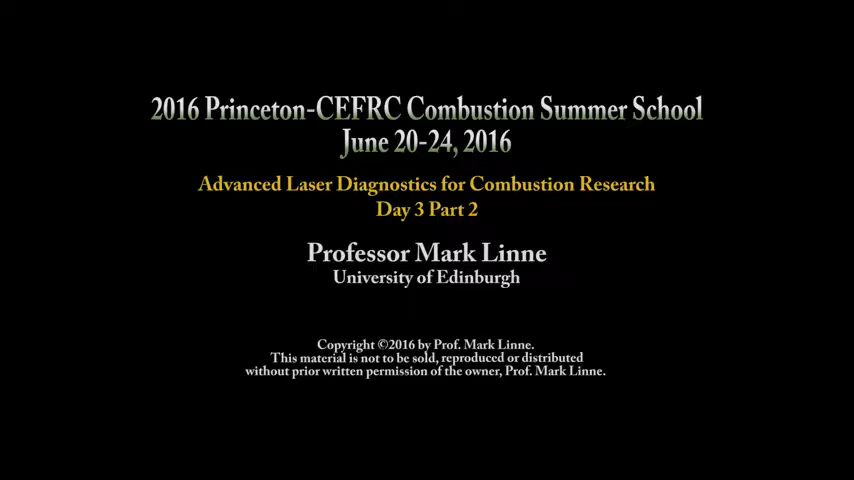 2016 Princeton-CEFRC Combustion Summer School
June 20-24, 2016
Advanced Laser Diagnostics for Combustion Research
Day 3 Part 2
Professor Mark Linne
University of Edinburgh
Copyright ©2016 by Prof. Mark Linne.
This material is not to be sold, reproduced or distributed
without prior written permission of the owner, Prof. Mark Linne.